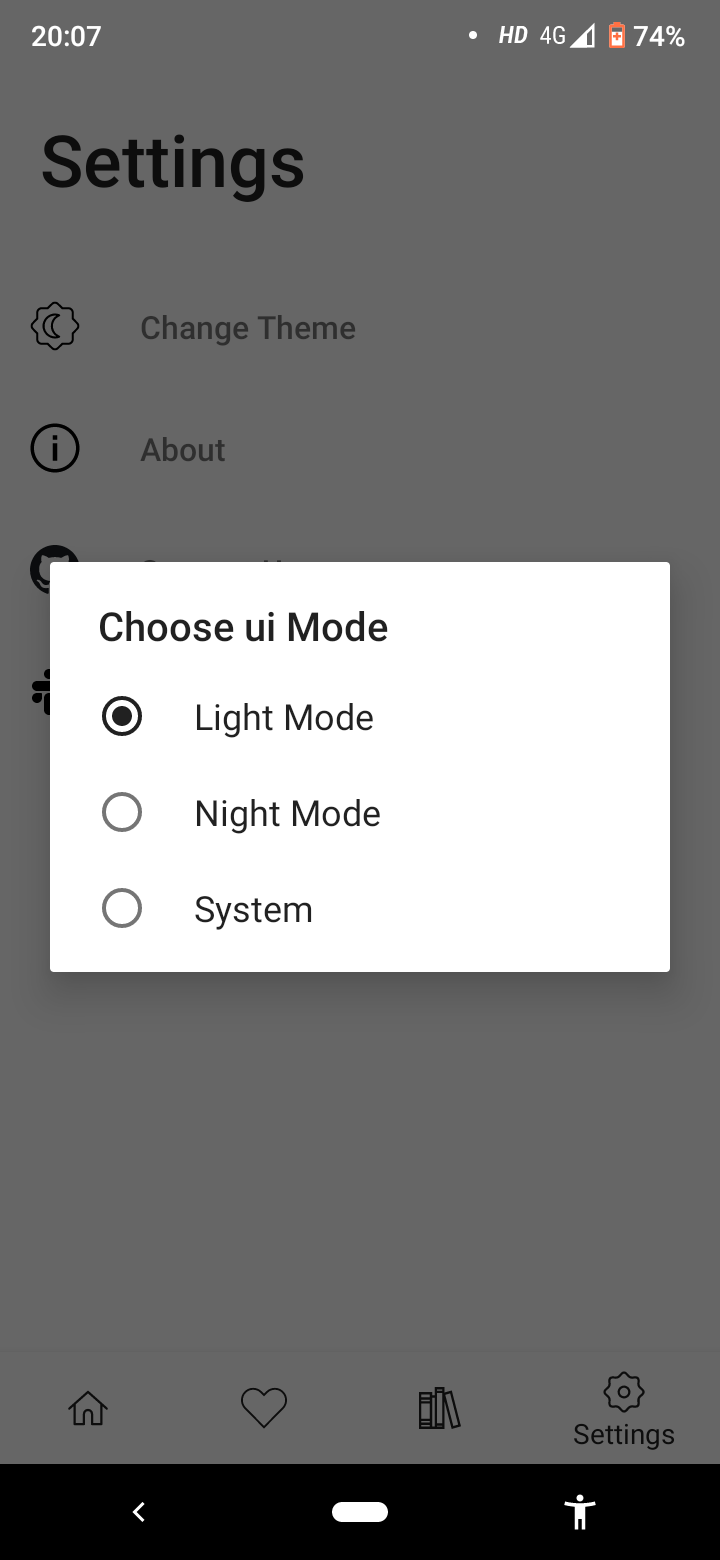 20:07
HD 4G 74%
Settings
Change Theme
About
Choose ui Mode
Light Mode
Night Mode
System
Settings